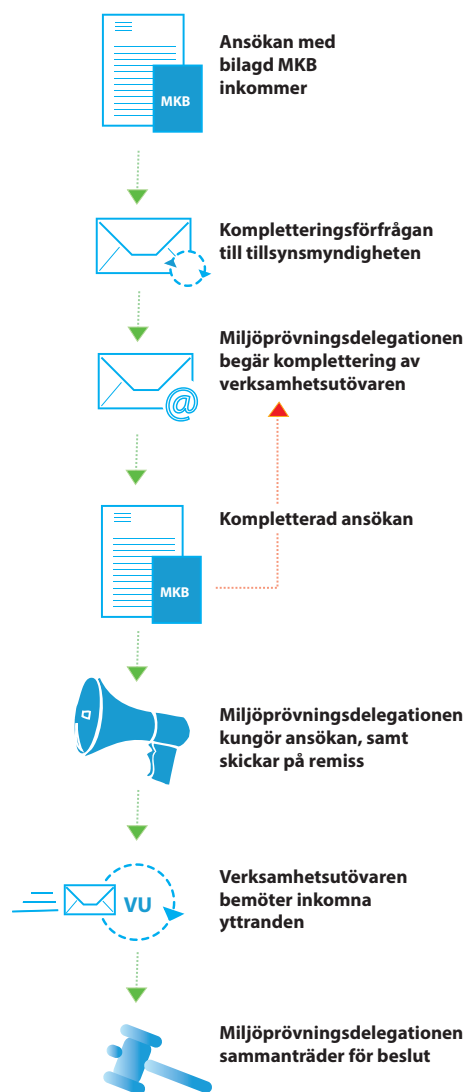 Ansökan med
bilagd MKB
inkommer
MKB
Kompletteringsförfrågan
till tillsynsmyndigheten
Miljöprövningsdelegationen
begär komplettering av
verksamhetsutövaren
@
Kompletterad ansökan
MKB
Miljöprövningsdelegationen
kungör ansökan, samt
skickar på remiss
Verksamhetsutövaren
bemöter inkomna
yttranden
VU
Miljöprövningsdelegationen
sammanträder för beslut